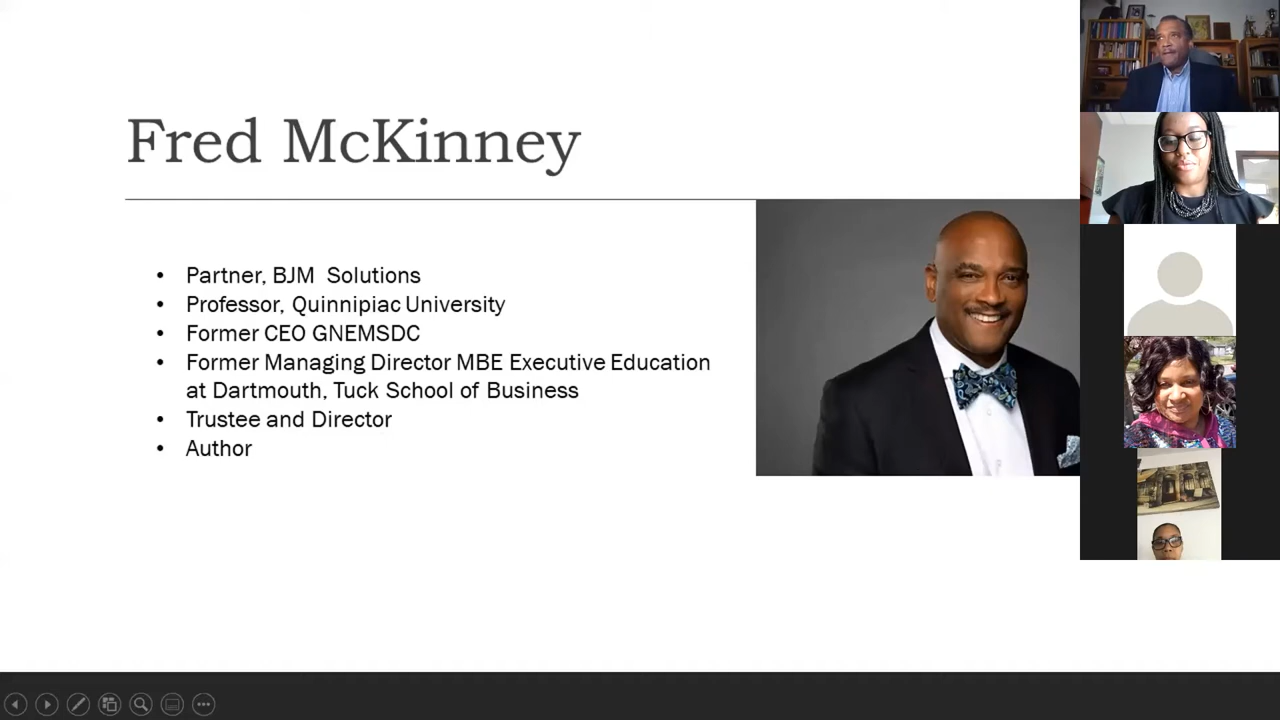 Fred McKinney
• Partner, BJM Solutions
• Professor, Quinnipiac University
• Former CEO GNEMSDC
• Former Managing Director MBE Executive Education
at Dartmouth, Tuck School of Business
• Trustee and Director
• Author